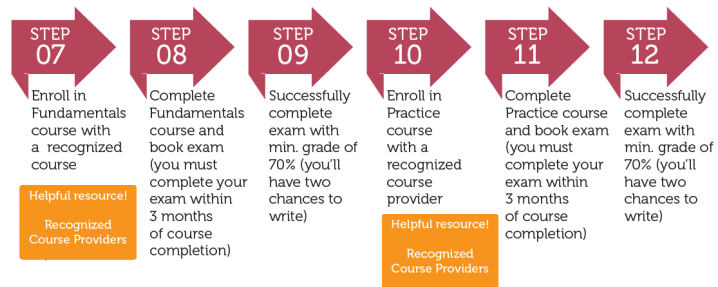 STEP
07
Enroll in
Fundamentals
course with
a recognized
course
Helpful resource!
Recognized
Course Providers
STEP
08
Complete
Fundamentals
course and
book exam
(you must
complete your
exam within
3 months
of course
completion)
STEP
09
Successfully
complete
exam with
min. grade of
70% (you'll
have two
chances to
write)
STEP
10
Enroll in
Practice
course
with a
recognized
course
provider
Helpful resource!
Recognized
Course Providers
STEP
11
Complete
Practice course
and book exam
(you must
complete your
exam within
3 months
of course
completion)
STEP
12
Successfully
complete
exam with
min. grade of
70% (you'll
have two
chances to
write)